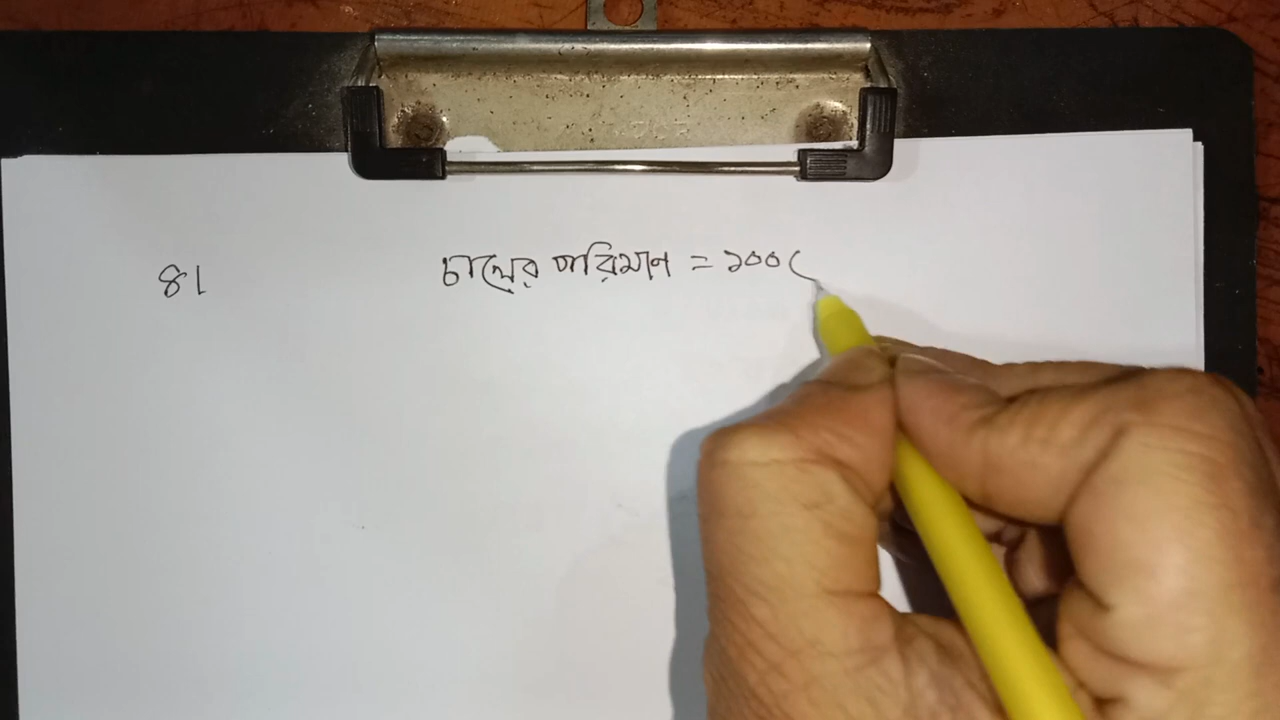 ৪। চালের পরিমান = ১০০